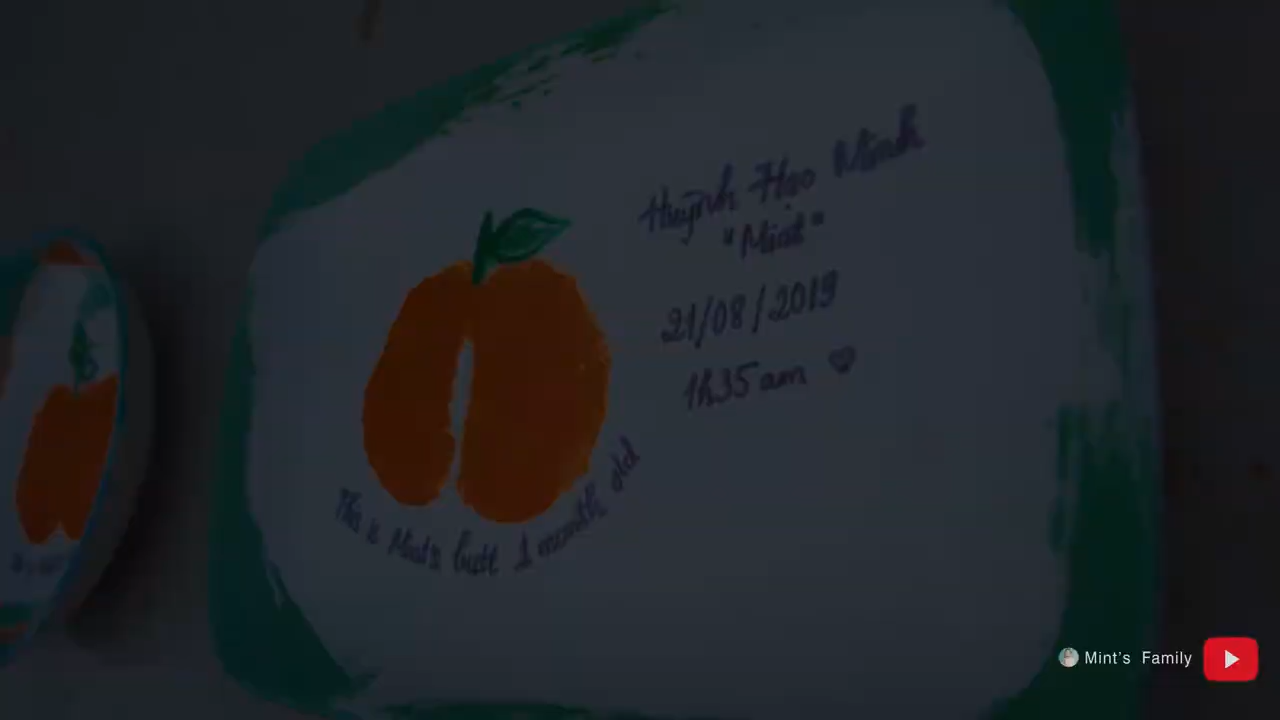 Huỳnh Hạo Minh
"Mint"
21/08/2019
1h35 am
This is Mint's butt 1 month old
Mint's Family